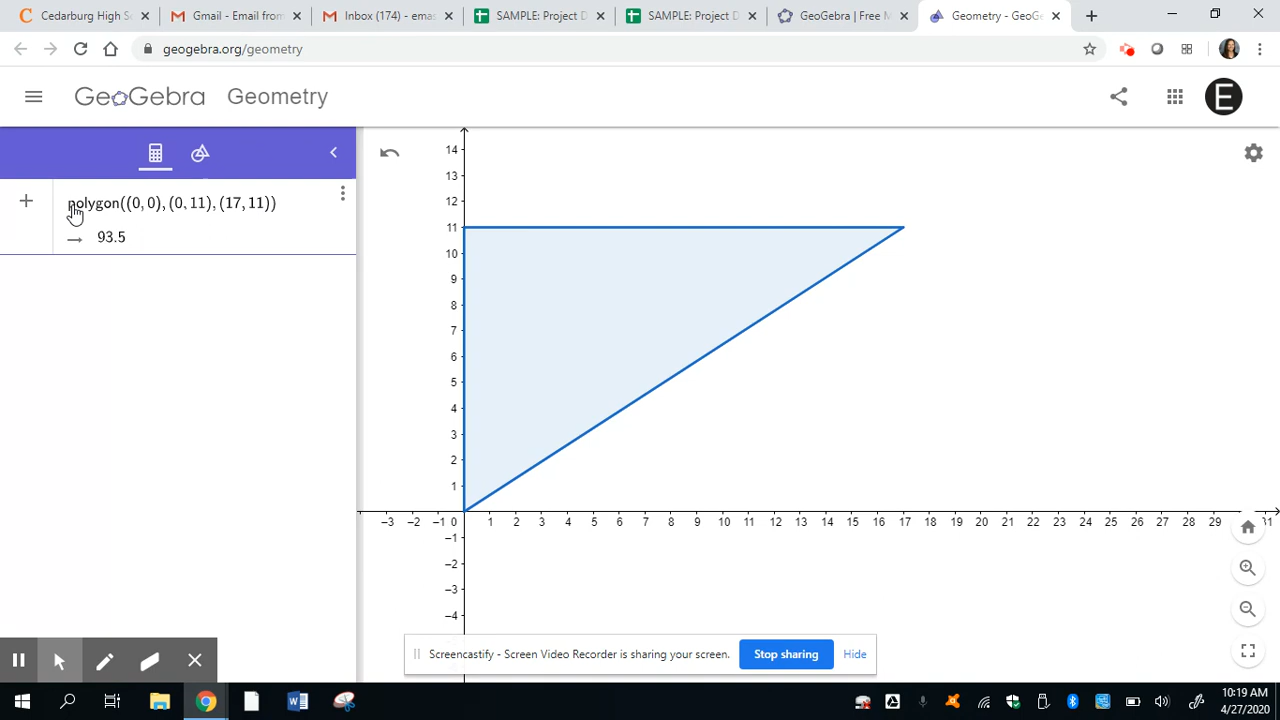 Cedarburg High S
Gmail - Email from
Inbox (174) - emas
SAMPLE: Project D
SAMPLE: Project D
GeoGebra | Free M
Geometry - GeoGe
geogebra.org/geometry
GeoGebra Geometry
E
polygon((0, 0), (0, 11), (17, 11))
→ 93.5
14
13
12
11
10
9
8
7
6
5
4
3
2
1
−3 −2 −1 0 1 2 3 4 5 6 7 8 9 10 11 12 13 14 15 16 17 18 19 20 21 22 23 24 25 26 27 28 29 31
−1
−2
−3
−4
Screencastify - Screen Video Recorder is sharing your screen.
Stop sharing
Hide
10:19 AM
4/27/2020